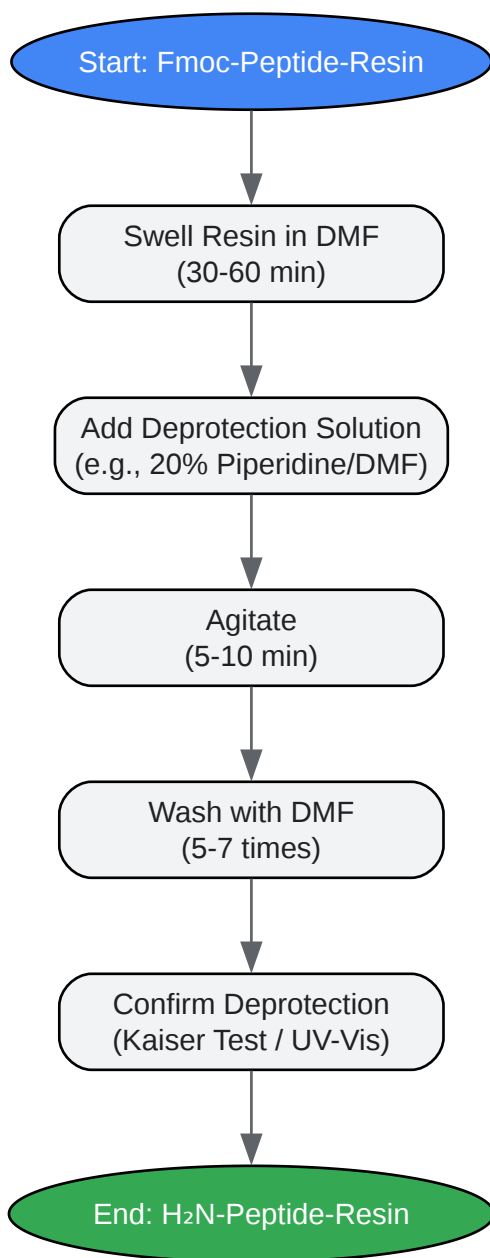 Start: Fmoc-Peptide-Resin
Swell Resin in DMF
(30-60 min)
Add Deprotection Solution
(e.g., 20% Piperidine/DMF)
Agitate
(5-10 min)
Wash with DMF
(5-7 times)
Confirm Deprotection
(Kaiser Test / UV-Vis)
End: H₂N-Peptide-Resin